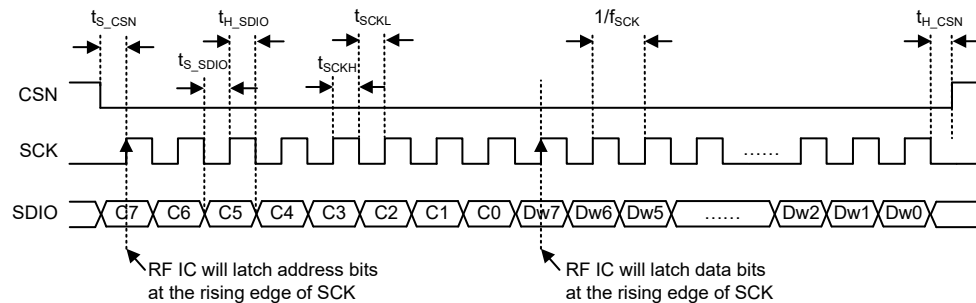 tS_CSN tH_SDIO tSCKL 1/fSCK tH_CSN
tS_SDIO tSCKH
CSN
SCK ......
SDIO C7 C6 C5 C4 C3 C2 C1 C0 Dw7 Dw6 Dw5 ...... Dw2 Dw1 Dw0
RF IC will latch address bits
at the rising edge of SCK
RF IC will latch data bits
at the rising edge of SCK